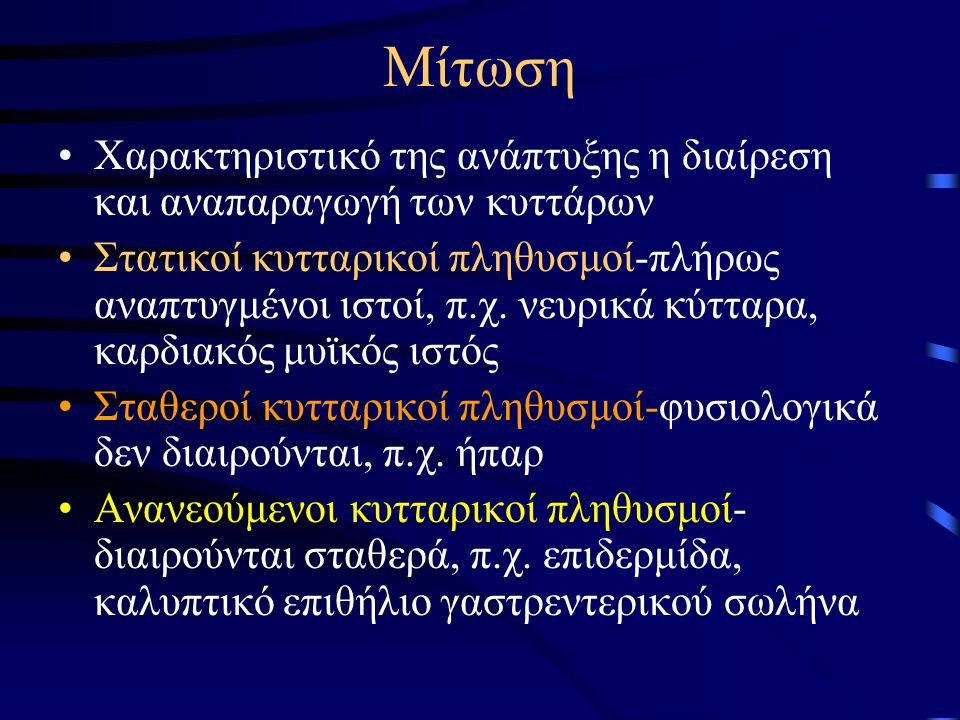 Μίτωση
• Χαρακτηριστικό της ανάπτυξης η διαίρεση
και αναπαραγωγή των κυττάρων
• Στατικοί κυτταρικοί πληθυσμοί-πλήρως
αναπτυγμένοι ιστοί, π.χ. νευρικά κύτταρα,
καρδιακός μυϊκός ιστός
• Σταθεροί κυτταρικοί πληθυσμοί-φυσιολογικά
δεν διαιρούνται, π.χ. ήπαρ
• Ανανεούμενοι κυτταρικοί πληθυσμοί-
διαιρούνται σταθερά, π.χ. επιδερμίδα,
καλυπτικό επιθήλιο γαστρεντερικού σωλήνα